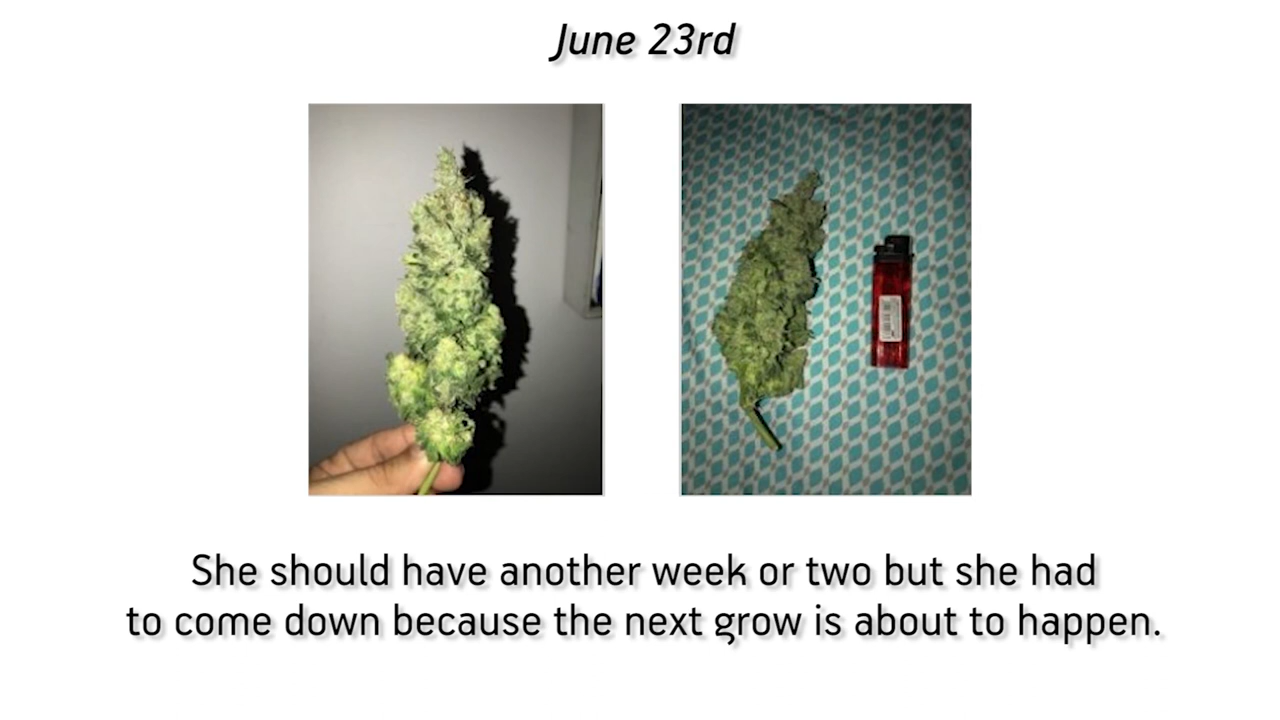 June 23rd
She should have another week or two but she had
to come down because the next grow is about to happen.